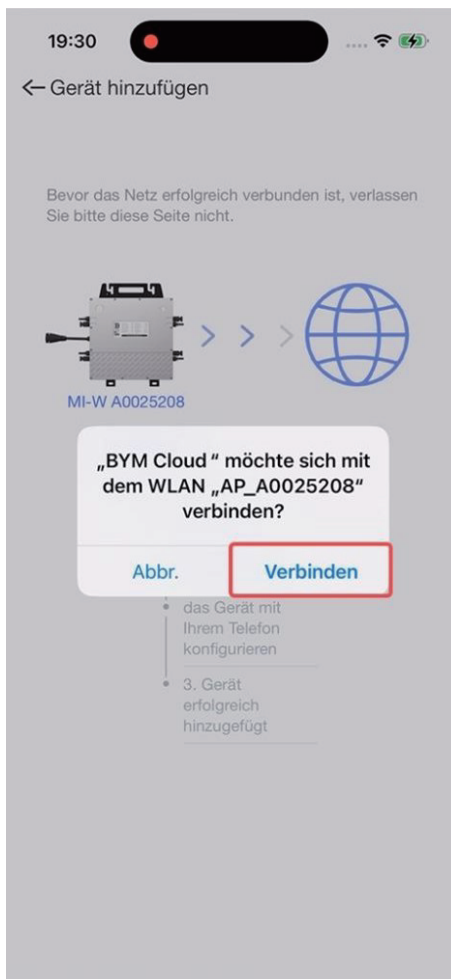 19:30
Gerät hinzufügen
Bevor das Netz erfolgreich verbunden ist, verlassen
Sie bitte diese Seite nicht.
MI-W A0025208
„BYM Cloud “ möchte sich mit
dem WLAN „AP_A0025208“
verbinden?
Abbr.
Verbinden
das Gerät mit
Ihrem Telefon
konfigurieren
3. Gerät
erfolgreich
hinzugefügt